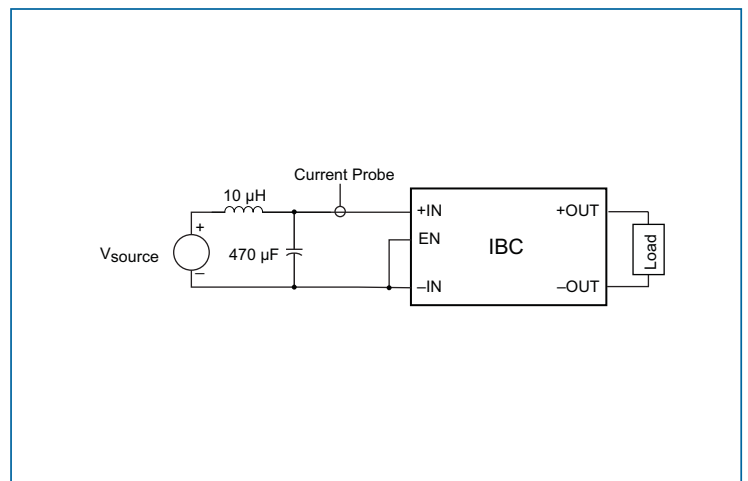 Current Probe
10 µH
+IN
+OUT
+
EN
IBC
Load
Vsource
470 µF
–
–IN
–OUT